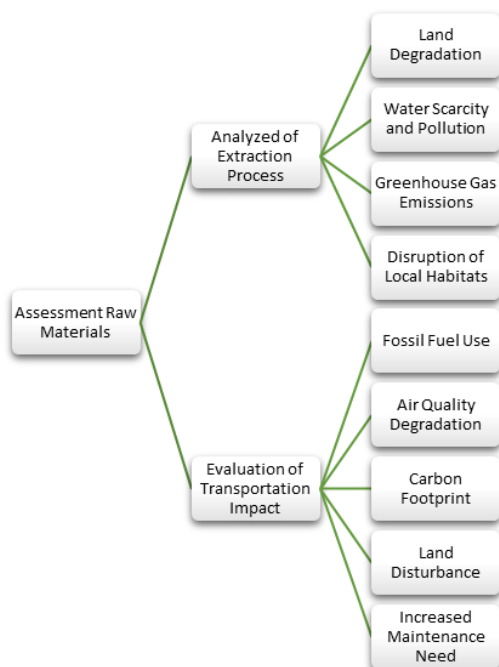 Assessment Raw
Materials
Analyzed of
Extraction
Process
Land
Degradation
Water Scarcity
and Pollution
Greenhouse Gas
Emissions
Disruption of
Local Habitats
Evaluation of
Transportation
Impact
Fossil Fuel Use
Air Quality
Degradation
Carbon
Footprint
Land
Disturbance
Increased
Maintenance
Need